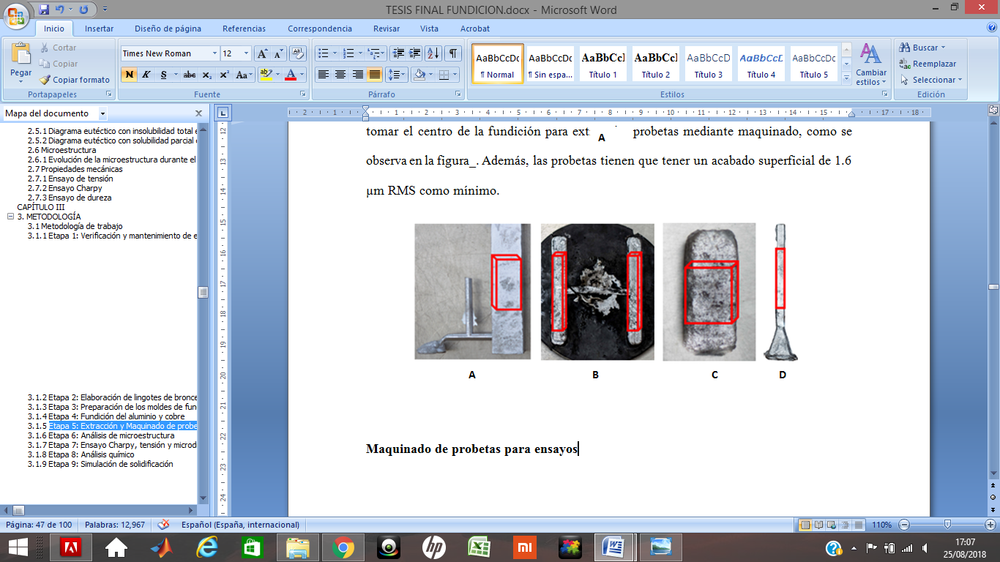 TESIS FINAL FUNDICION.docx - Microsoft Word
Inicio Insertar Diseño de página Referencias Correspondencia Revisar Vista Acrobat
Pegar
Cortar
Copiar
Copiar formato
Portapapeles
Times New Roman 12
N K S abc x₂ x² Aa
Fuente
Párrafo
AaBbCcDc AaBbCcDc AaBbCcI AaBbCcI AaBbCcD AaBbCcD AaBbCcDc
¶ Normal ¶ Sin espa... Título 1 Título 2 Título 3 Título 4 Título 5
Estilos
Cambiar estilos
Buscar
Reemplazar
Seleccionar
Edición
Mapa del documento
2.5.1 Diagrama eutéctico con insolubilidad total e
2.5.2 Diagrama eutéctico con solubilidad parcial
2.6 Microestructura
2.6.1 Evolución de la microestructura durante el
2.7 Propiedades mecánicas
2.7.1 Ensayo de tensión
2.7.2 Ensayo Charpy
2.7.3 Ensayo de dureza
CAPÍTULO III
3. METODOLOGÍA
3.1 Metodología de trabajo
3.1.1 Etapa 1: Verificación y mantenimiento de e
3.1.2 Etapa 2: Elaboración de lingotes de bronce
3.1.3 Etapa 3: Preparación de los moldes de fun
3.1.4 Etapa 4: Fundición del aluminio y cobre
3.1.5 Etapa 5: Extracción y Maquinado de probe
3.1.6 Etapa 6: Análisis de microestructura
3.1.7 Etapa 7: Ensayo Charpy, tensión y microd
3.1.8 Etapa 8: Análisis químico
3.1.9 Etapa 9: Simulación de solidificación
tomar el centro de la fundición para ext A probetas mediante maquinado, como se
observa en la figura_. Además, las probetas tienen que tener un acabado superficial de 1.6
µm RMS como mínimo.
A B C D
Maquinado de probetas para ensayos
Página: 47 de 100 Palabras: 12,967 Español (España, internacional) 110%
17:07
25/08/2018